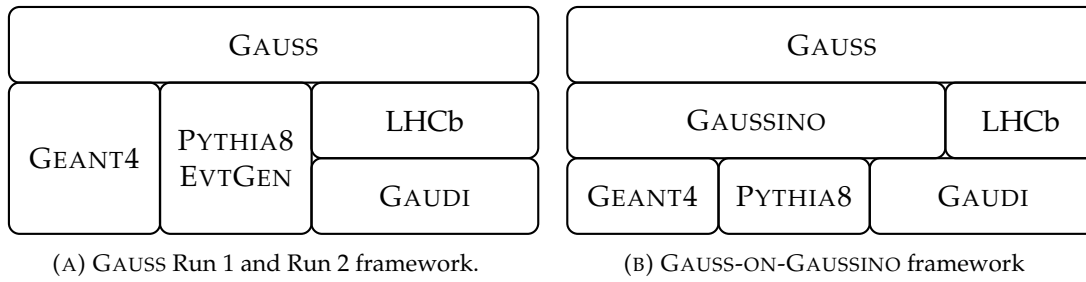 GAUSS
GEANT4
PYTHIA8
EVTGEN
LHCb
GAUDI
(A) GAUSS Run 1 and Run 2 framework.
GAUSS
GAUSSINO
LHCb
GEANT4
PYTHIA8
GAUDI
(B) GAUSS-ON-GAUSSINO framework